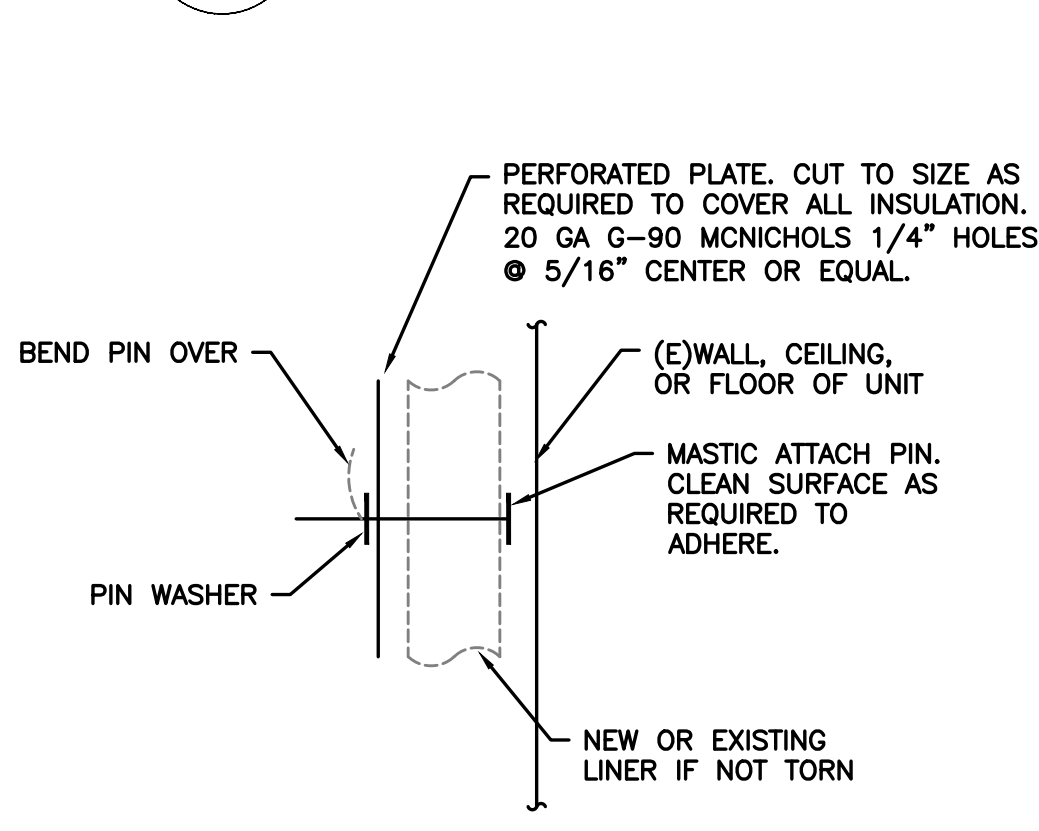 PERFORATED PLATE. CUT TO SIZE AS
REQUIRED TO COVER ALL INSULATION.
20 GA G-90 MCNICHOLS 1/4" HOLES
@ 5/16" CENTER OR EQUAL.
BEND PIN OVER
(E)WALL, CEILING,
OR FLOOR OF UNIT
MASTIC ATTACH PIN.
CLEAN SURFACE AS
REQUIRED TO
ADHERE.
PIN WASHER
NEW OR EXISTING
LINER IF NOT TORN